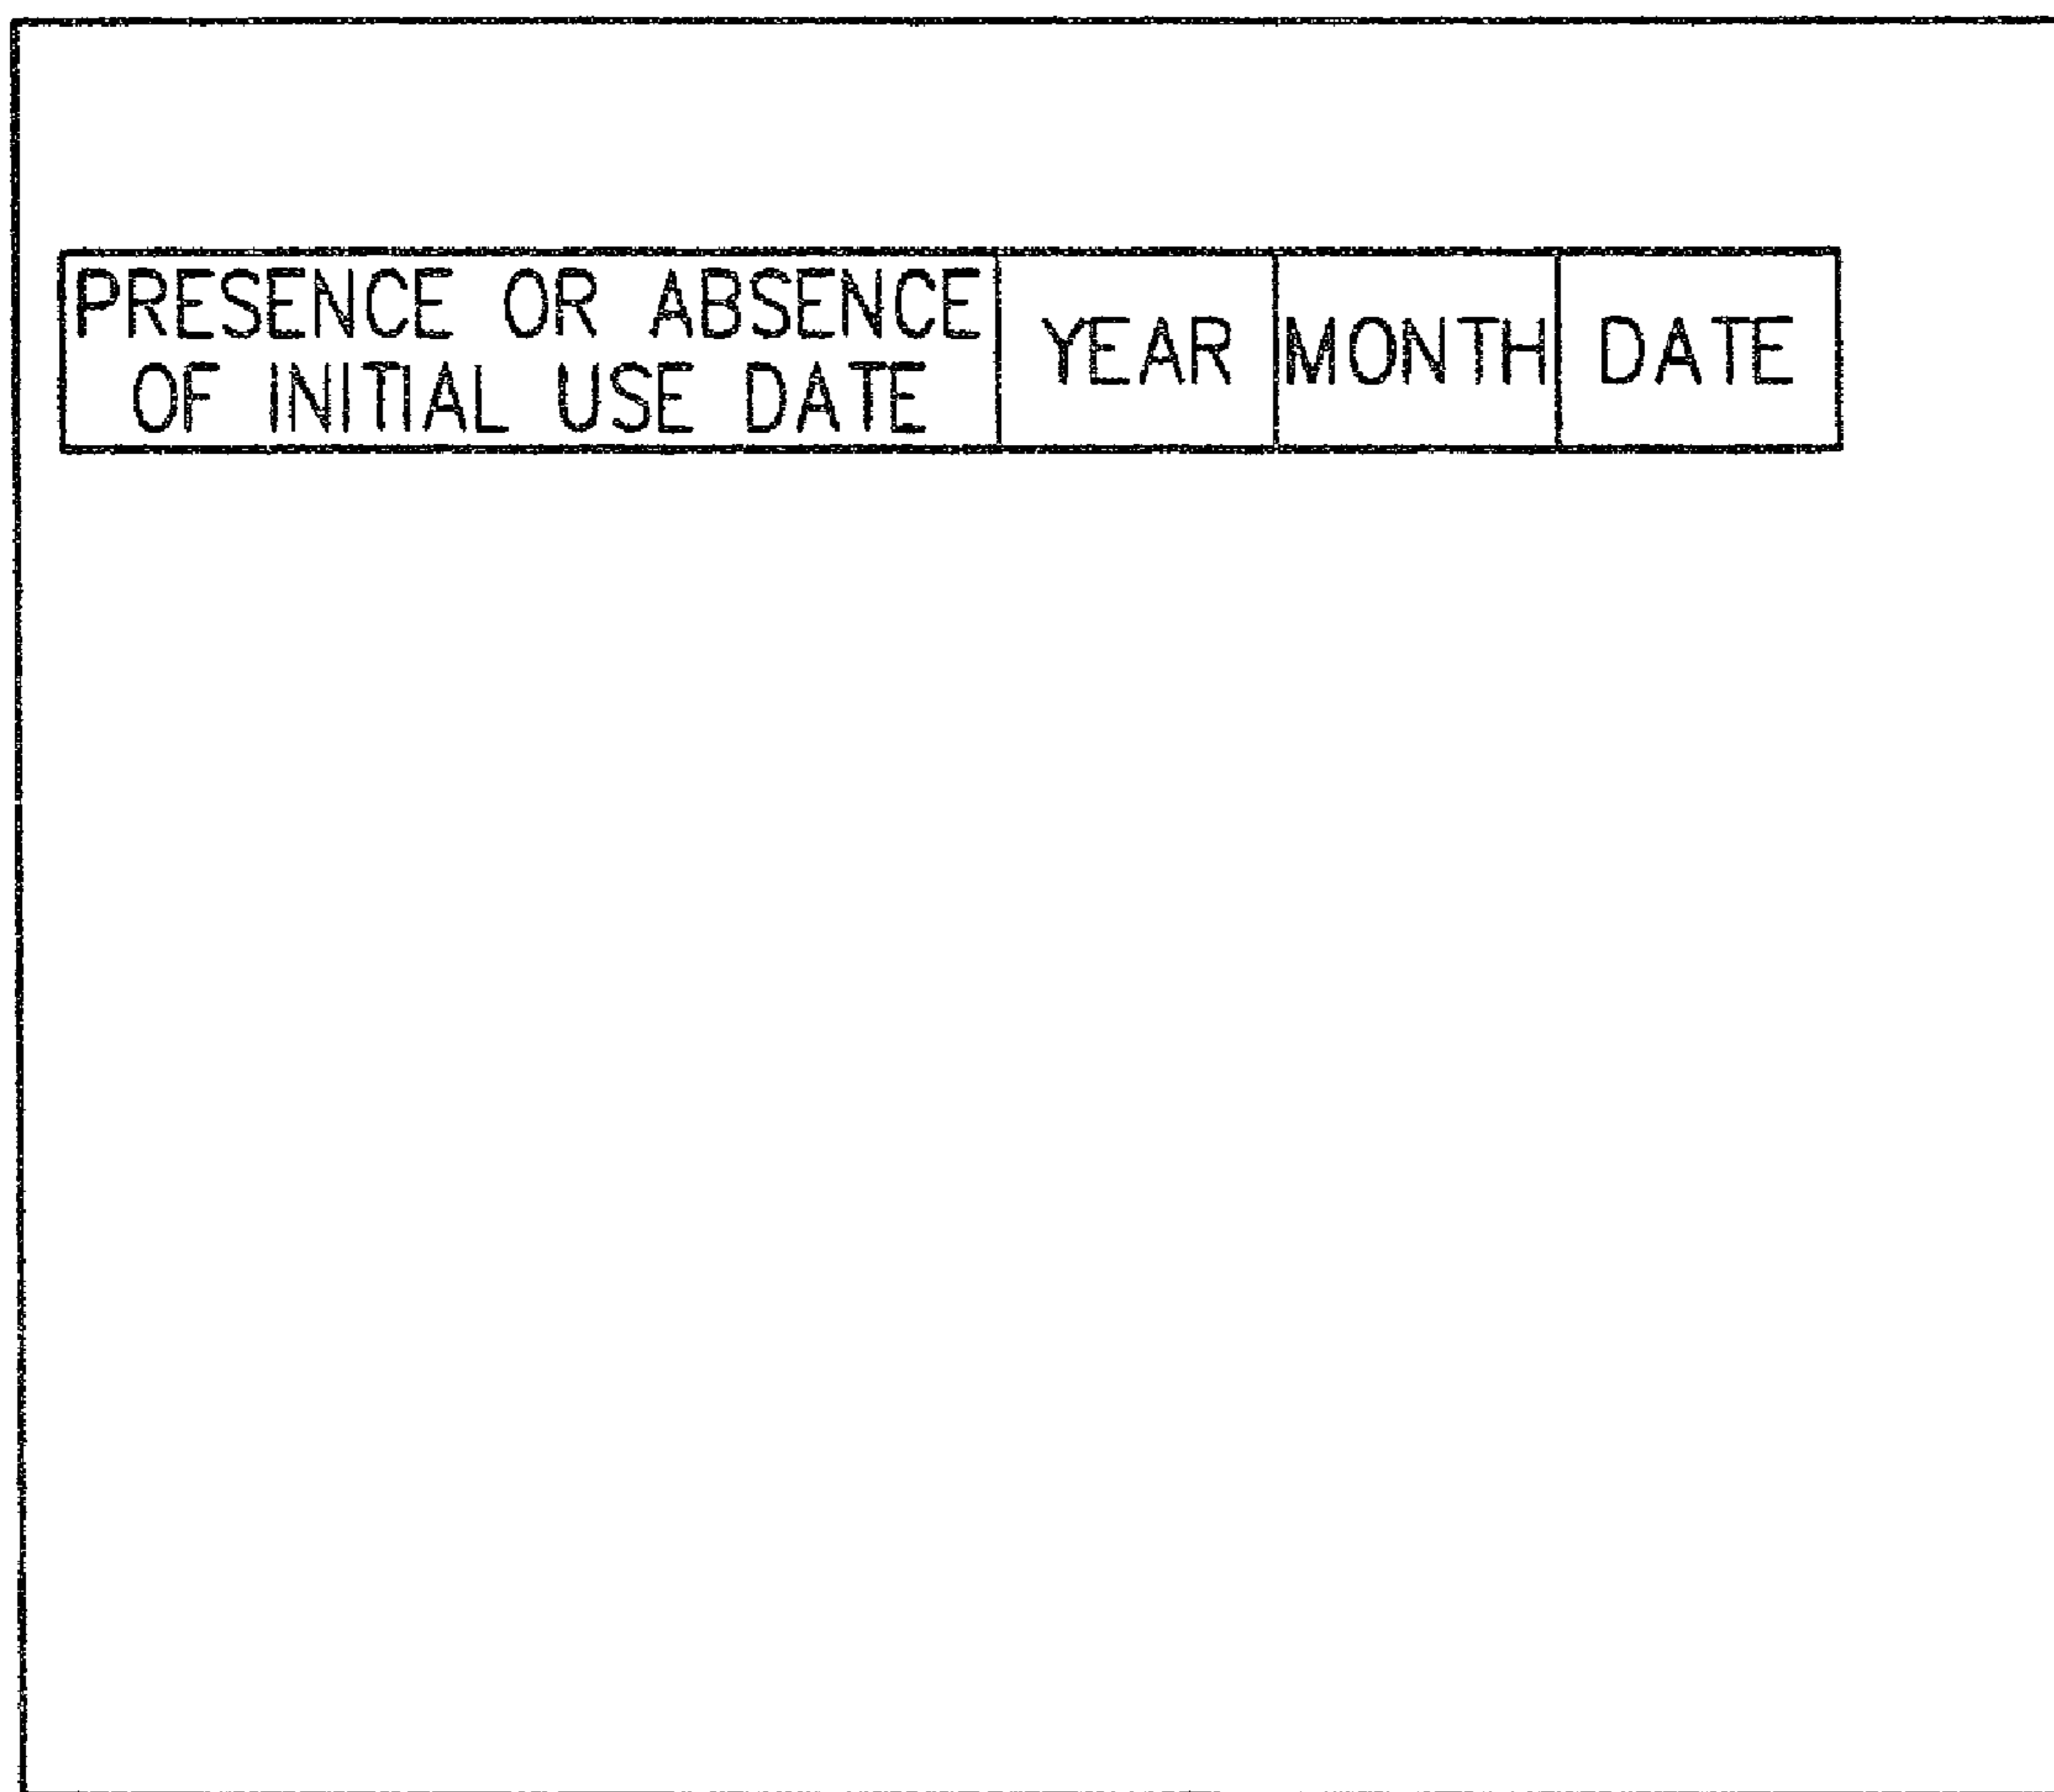 PRESENCE OR ABSENCE
OF INITIAL USE DATE
YEAR
MONTH
DATE